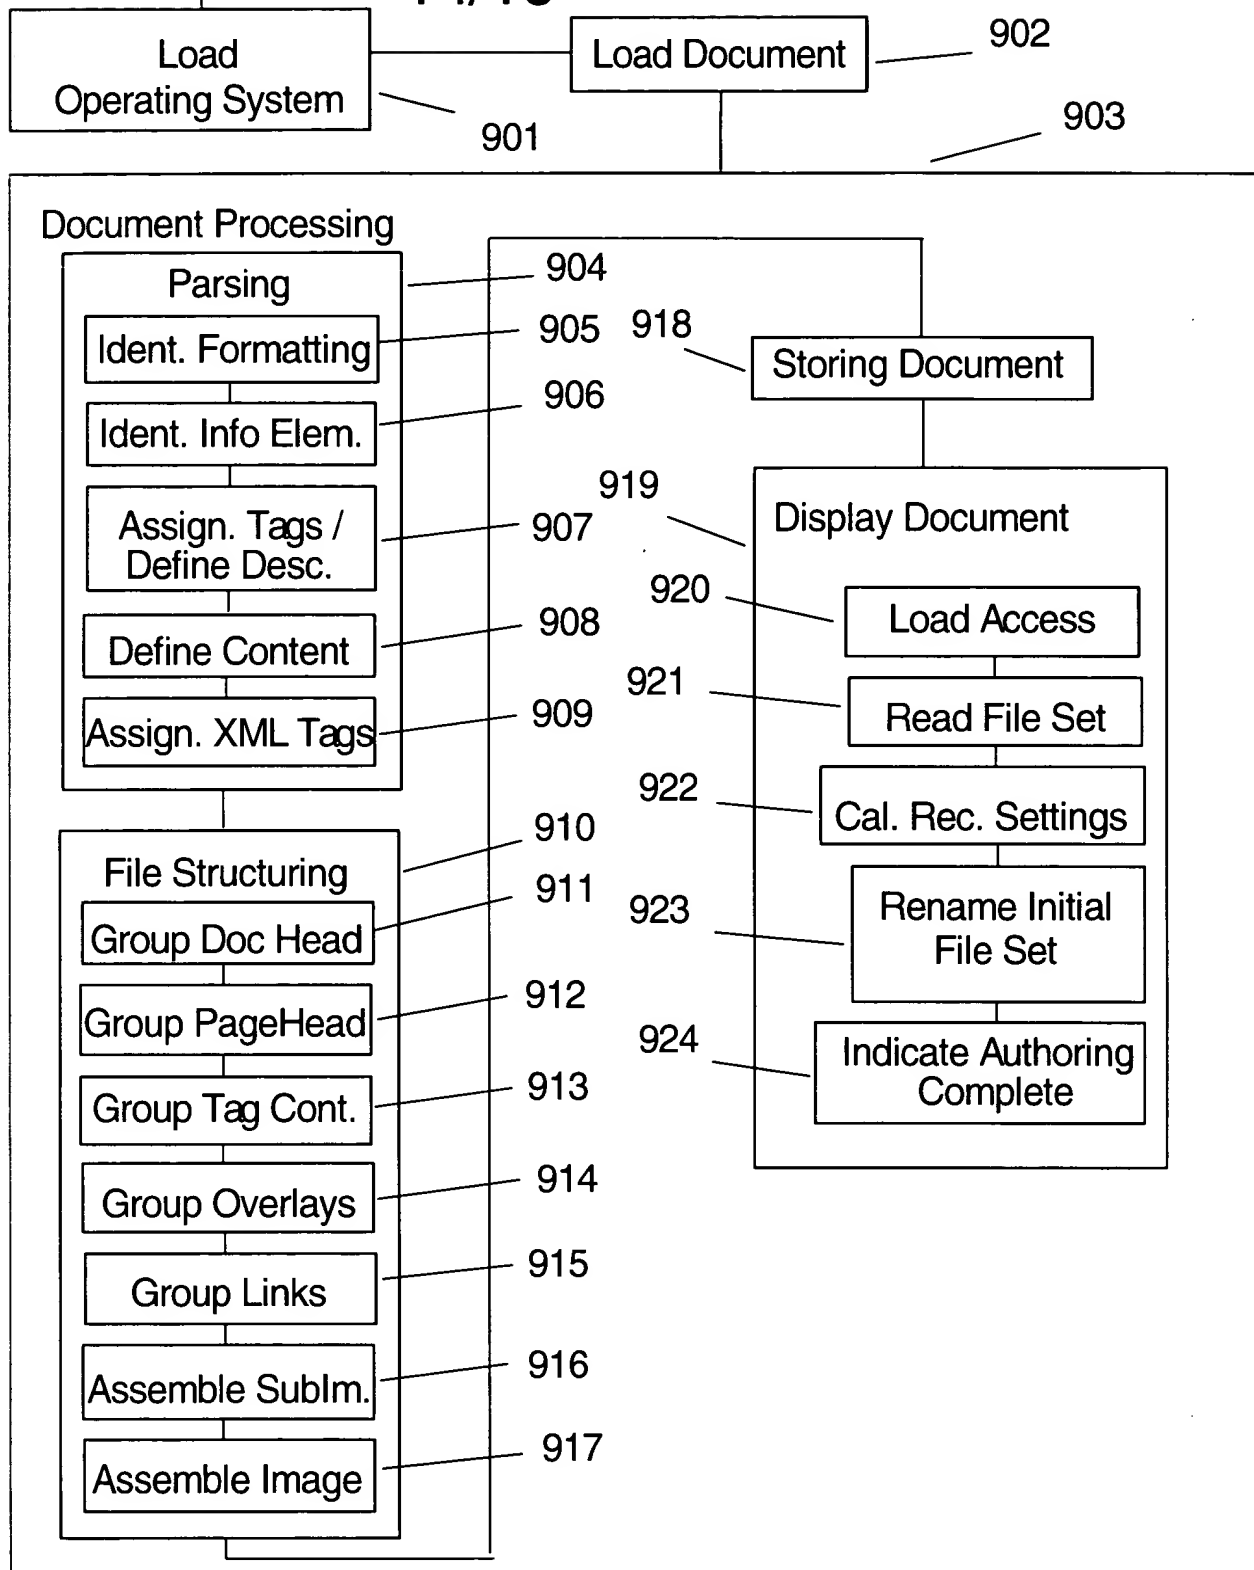 Load
Operating System
901
Load Document
902
903
Document Processing
Parsing
904
Ident. Formatting
905
Ident. Info Elem.
906
Assign. Tags /
Define Desc.
907
Define Content
908
Assign. XML Tags
909
File Structuring
910
Group Doc Head
911
Group PageHead
912
Group Tag Cont.
913
Group Overlays
914
Group Links
915
Assemble SubIm.
916
Assemble Image
917
918
Storing Document
919
Display Document
920
Load Access
921
Read File Set
922
Cal. Rec. Settings
923
Rename Initial
File Set
924
Indicate Authoring
Complete